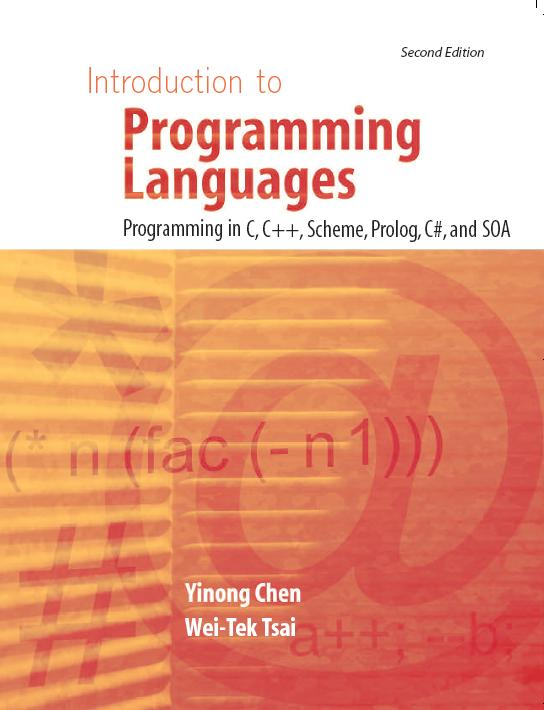 Second Edition
Introduction to
Programming
Languages
Programming in C, C++, Scheme, Prolog, C#, and SOA
*
@
(* n (fac (- n 1)))
#
Yinong Chen
Wei-Tek Tsai
a++; --b;